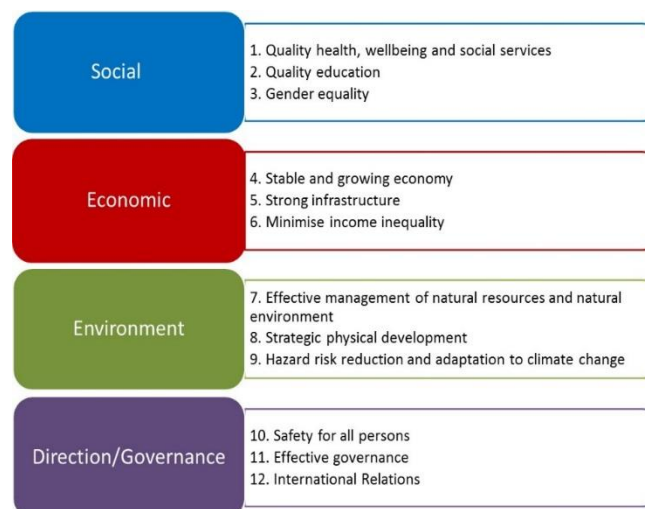 Social
1. Quality health, wellbeing and social services
2. Quality education
3. Gender equality
Economic
4. Stable and growing economy
5. Strong infrastructure
6. Minimise income inequality
Environment
7. Effective management of natural resources and natural
environment
8. Strategic physical development
9. Hazard risk reduction and adaptation to climate change
Direction/Governance
10. Safety for all persons
11. Effective governance
12. International Relations